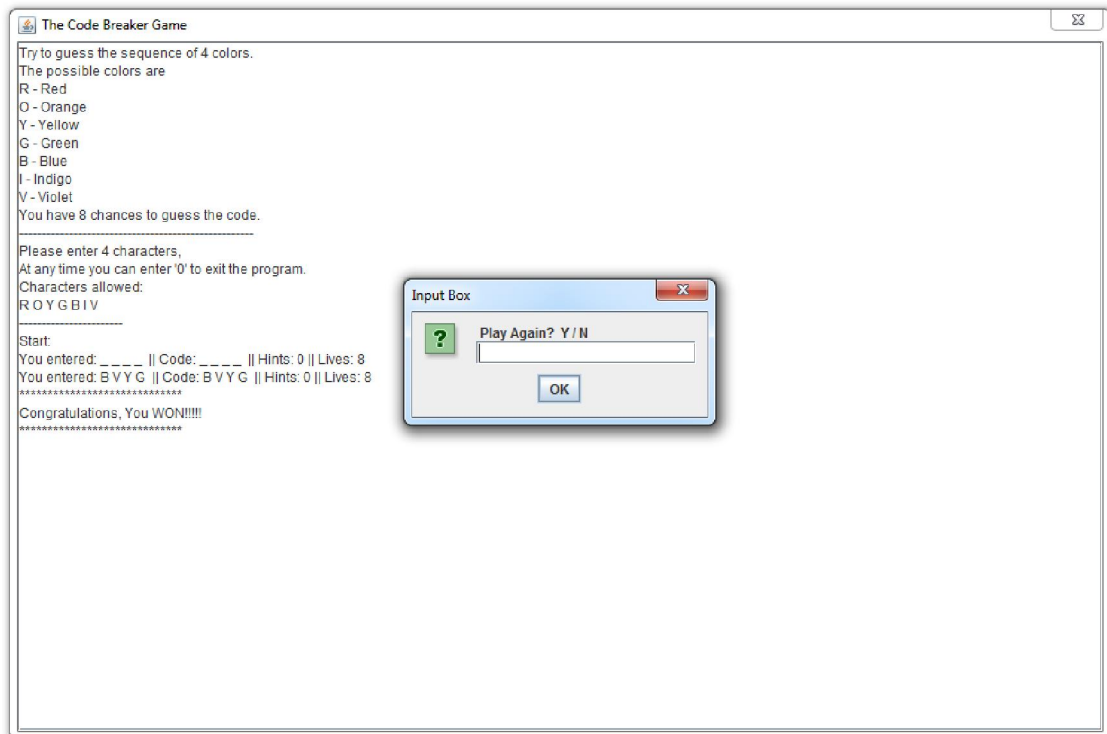 The Code Breaker Game
Try to guess the sequence of 4 colors.
The possible colors are
R - Red
O - Orange
Y - Yellow
G - Green
B - Blue
I - Indigo
V - Violet
You have 8 chances to guess the code.
----------------------------------------------------
Please enter 4 characters,
At any time you can enter '0' to exit the program.
Characters allowed:
R O Y G B I V
-----------------------
Start:
You entered: _ _ _ _ || Code: _ _ _ _ || Hints: 0 || Lives: 8
You entered: B V Y G || Code: B V Y G || Hints: 0 || Lives: 8
*****************************
Congratulations, You WON!!!!!
*****************************
Input Box
?
Play Again? Y / N
OK